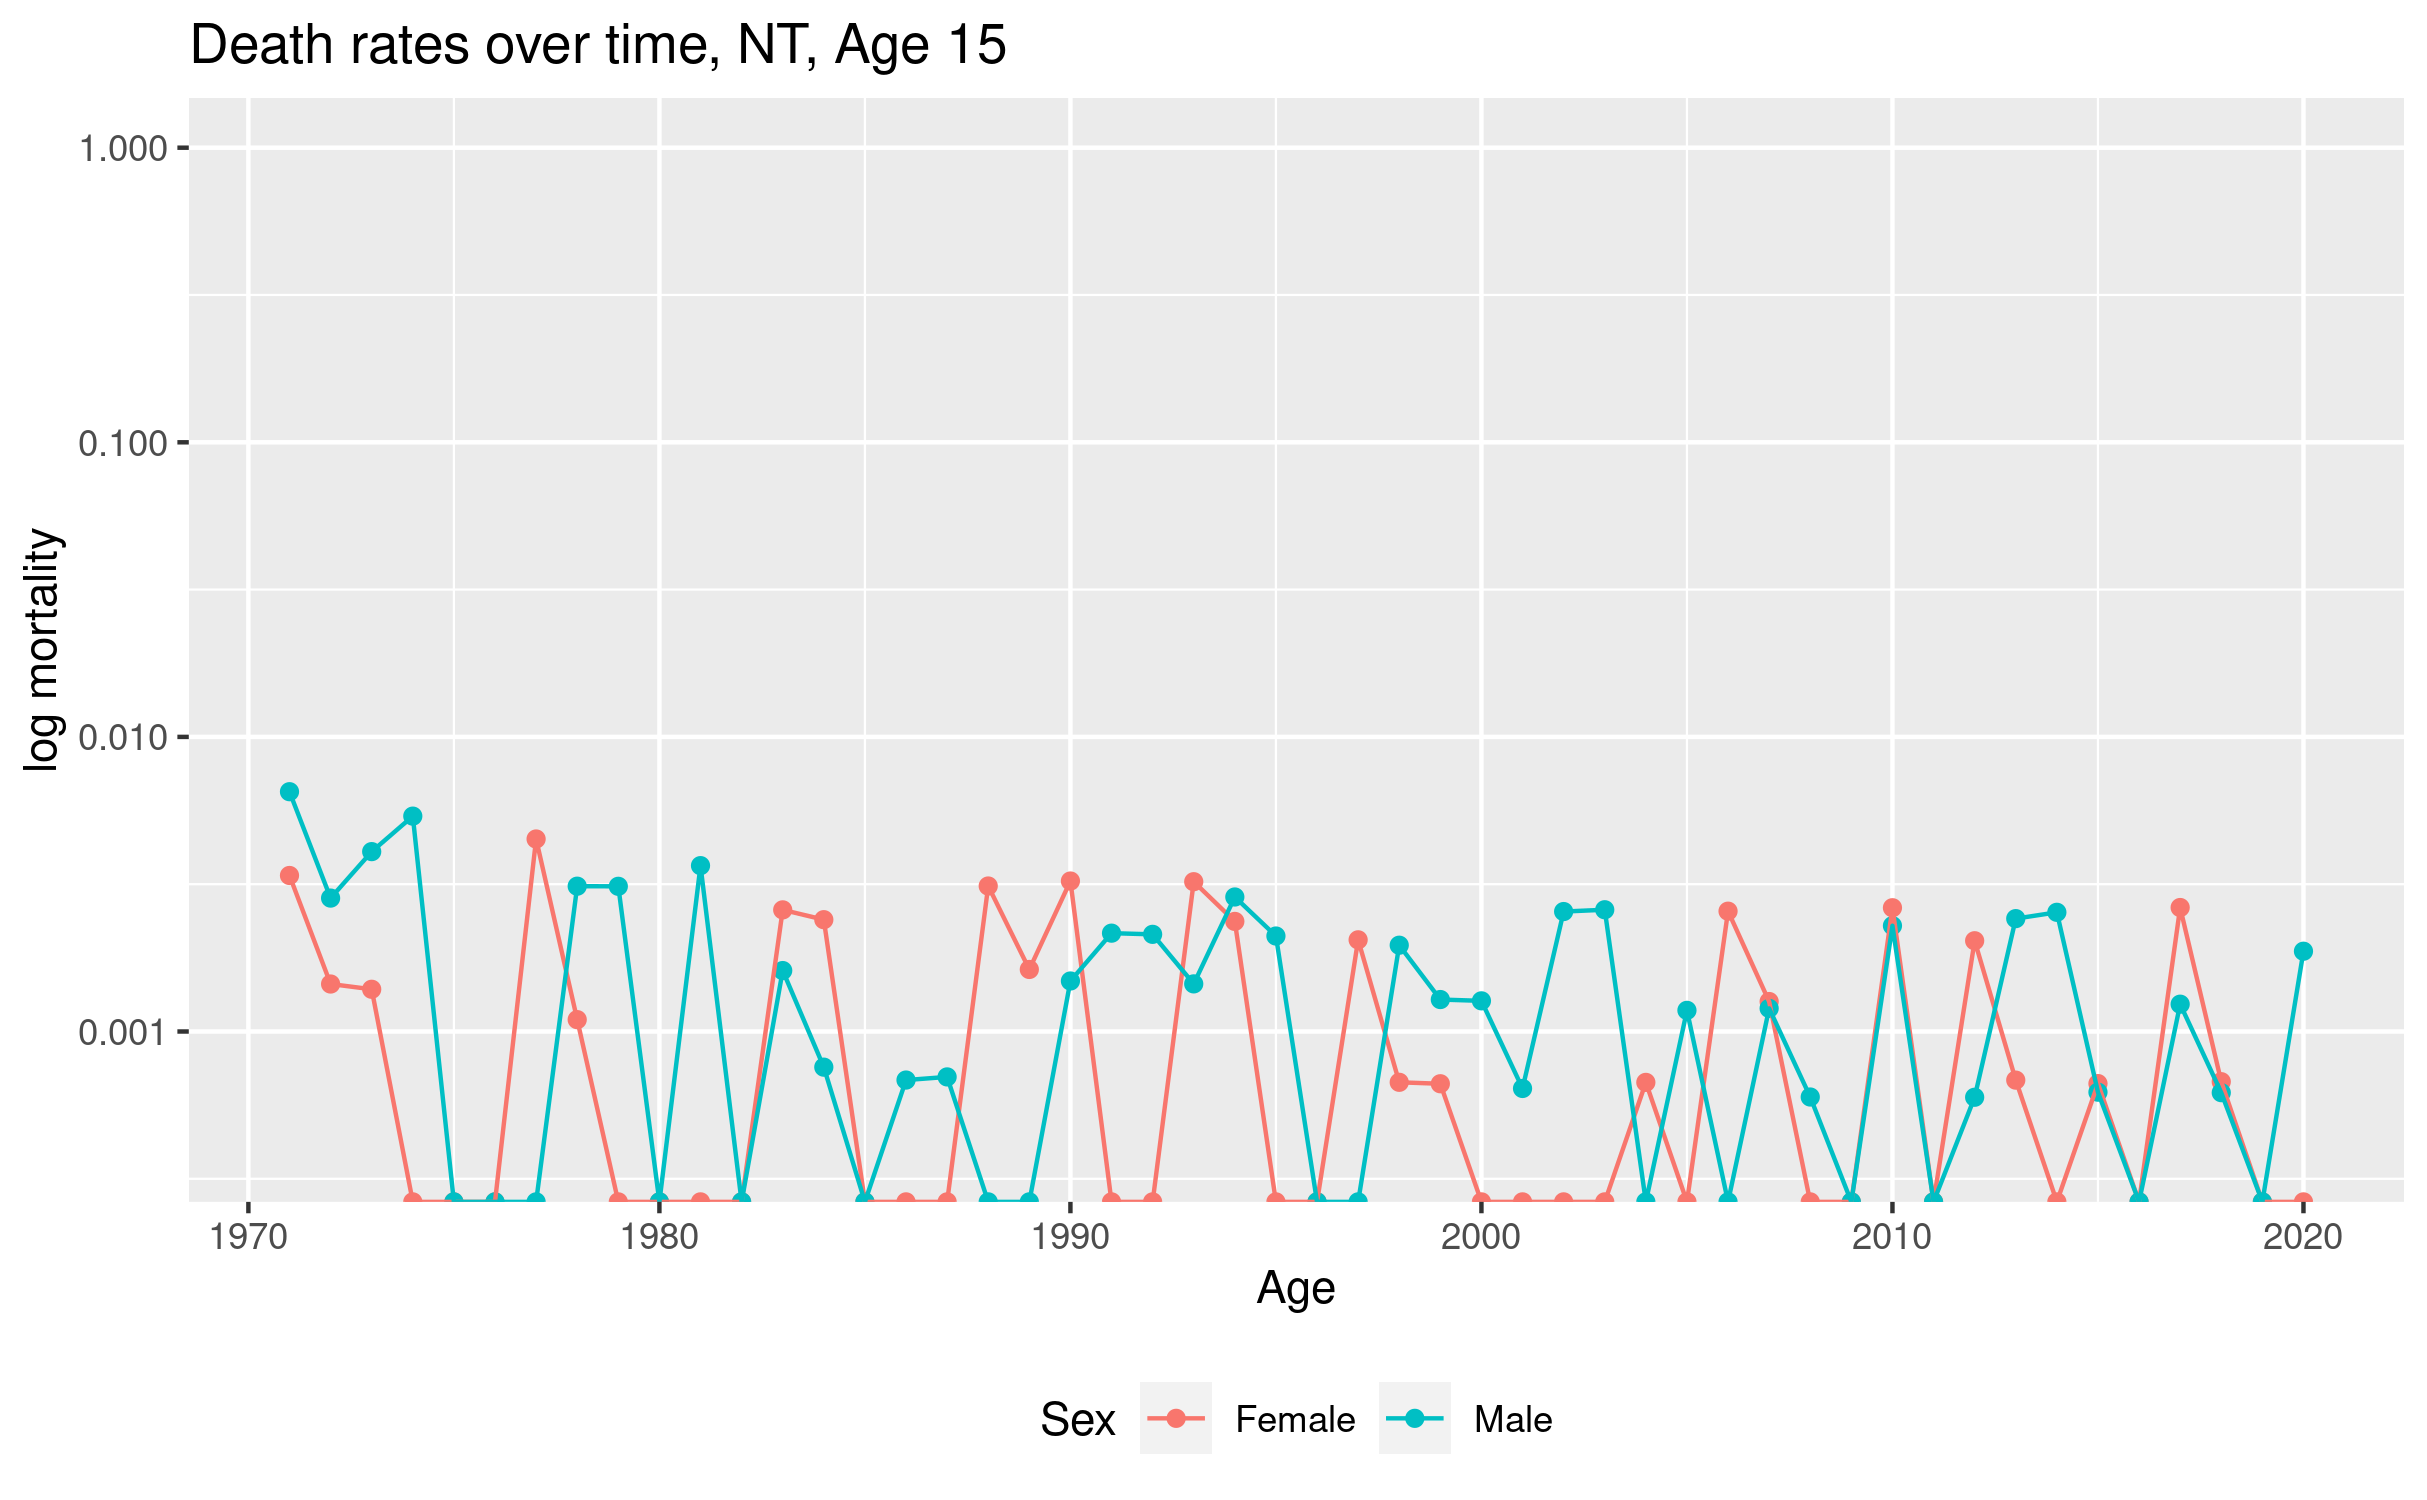 Death rates over time, NT, Age 15
1.000
0.100
0.010
0.001
log mortality
1970 1980 1990 2000 2010 2020
Age
Sex Female Male